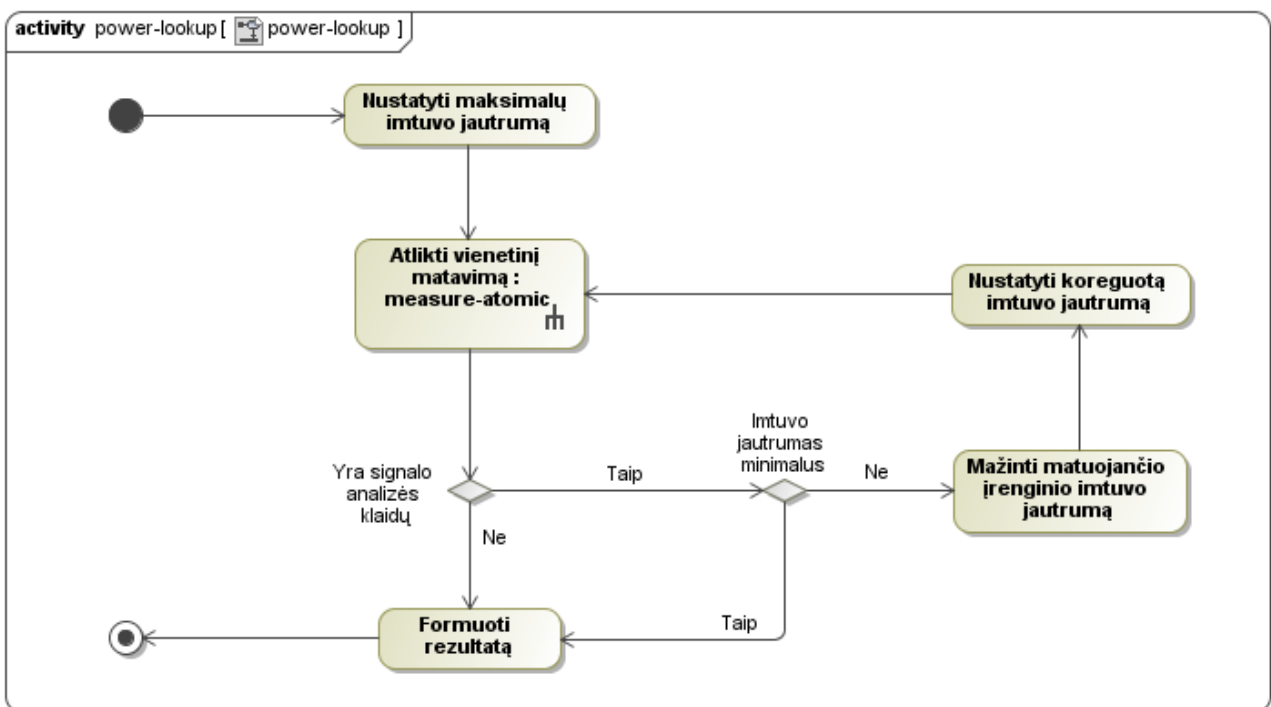 activity power-lookup [ power-lookup ]
Nustatyti maksimalų
imtuvo jautrumą
Atlikti vienetinį
matavimą :
measure-atomic
Nustatyti koreguotą
imtuvo jautrumą
Imtuvo
jautrumas
minimalus
Yra signalo
analizės
klaidų
Taip
Ne
Mažinti matuojančio
įrenginio imtuvo
jautrumą
Ne
Formuoti
rezultatą
Taip